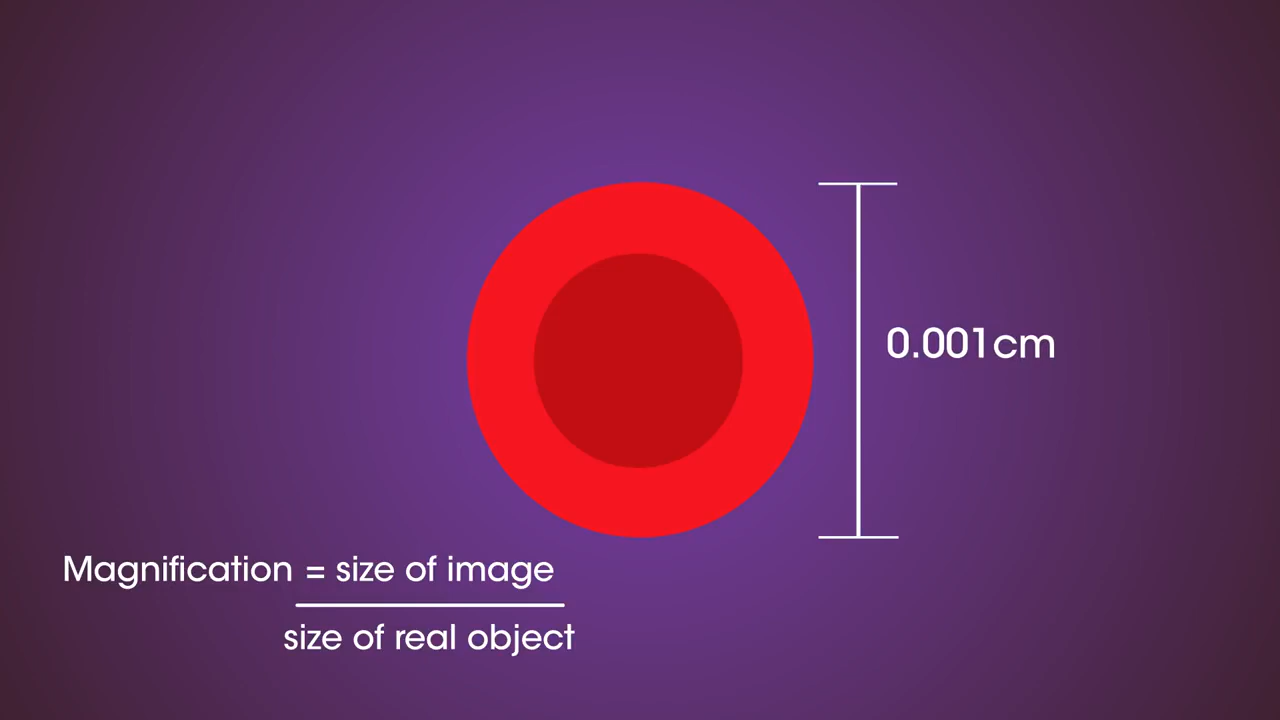 0.001cm
Magnification = size of image
size of real object